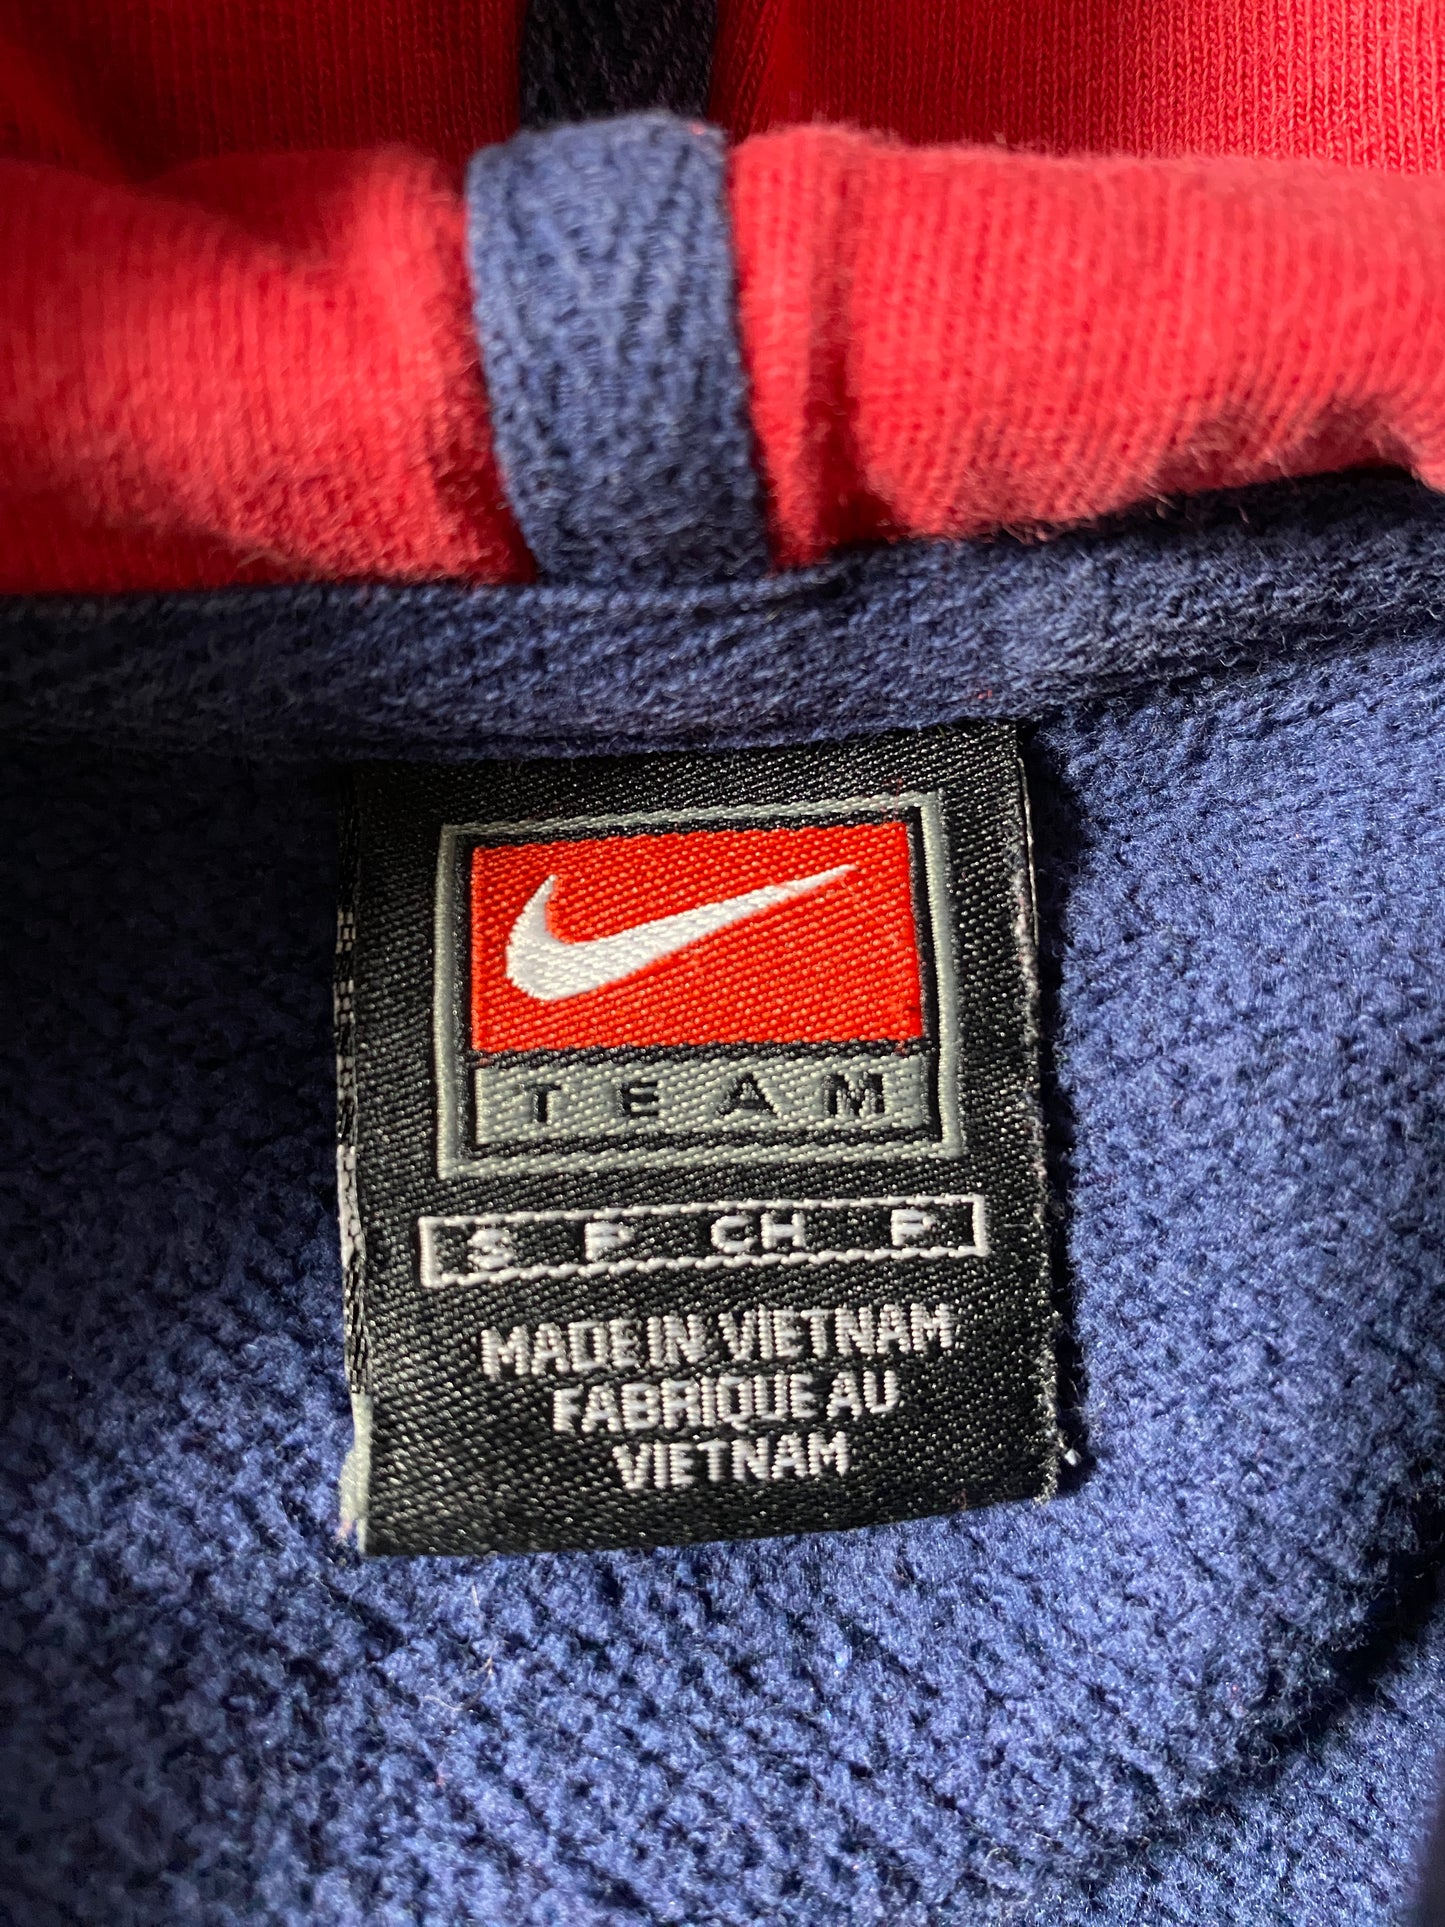 TEAM
S P CH P
MADE IN VIETNAM
FABRIQUE AU
VIETNAM